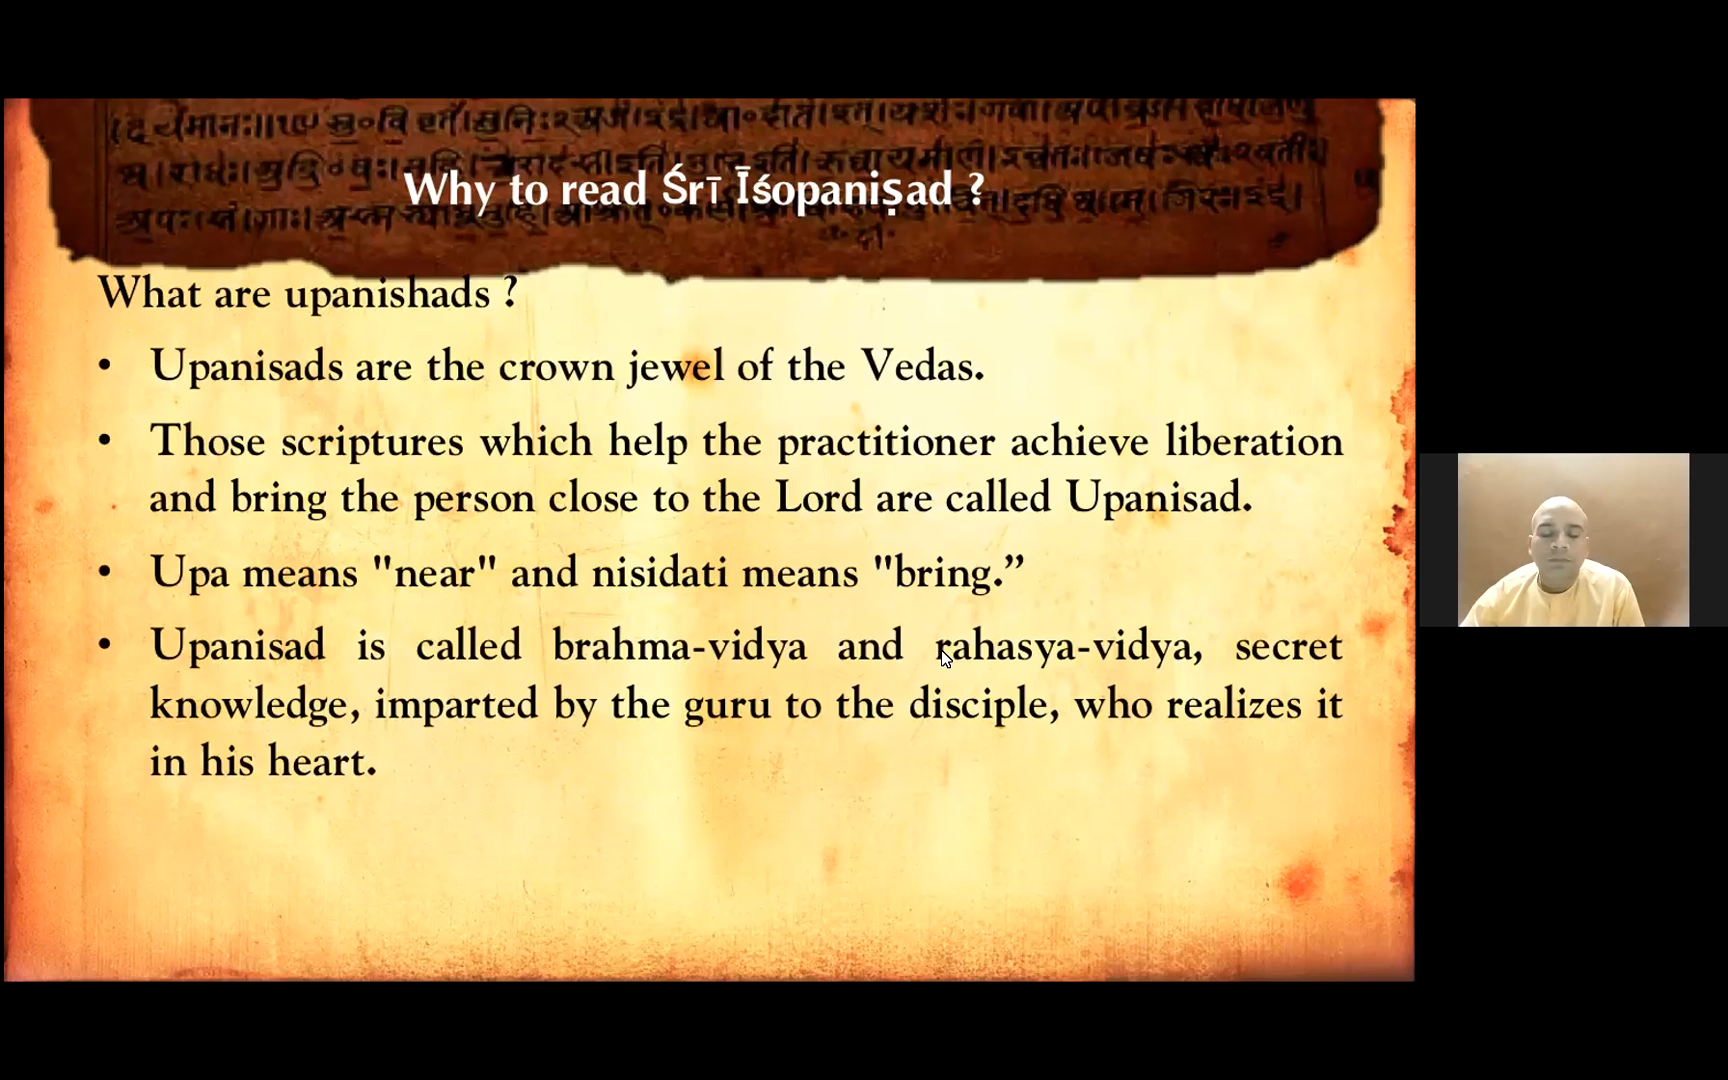 Why to read Śrī Īśopaniṣad ?
What are upanishads ?
• Upanisads are the crown jewel of the Vedas.
• Those scriptures which help the practitioner achieve liberation
and bring the person close to the Lord are called Upanisad.
• Upa means "near" and nisidati means "bring.”
• Upanisad is called brahma-vidya and rahasya-vidya, secret
knowledge, imparted by the guru to the disciple, who realizes it
in his heart.